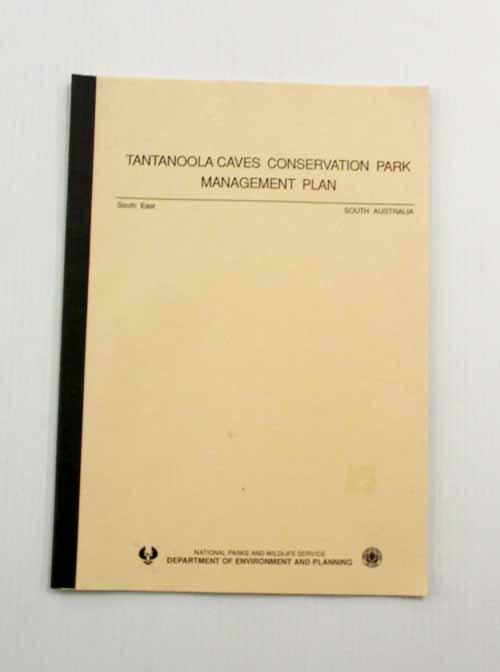 TANTANOOLA CAVES CONSERVATION PARK
MANAGEMENT PLAN
South East
SOUTH AUSTRALIA
NATIONAL PARKS AND WILDLIFE SERVICE
DEPARTMENT OF ENVIRONMENT AND PLANNING